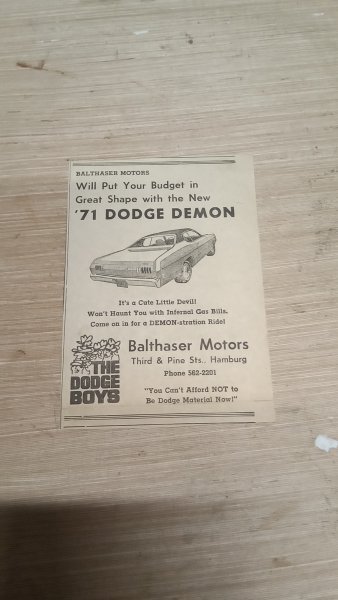 BALTHASER MOTORS
Will Put Your Budget in
Great Shape with the New
'71 DODGE DEMON
It's a Cute Little Devil!
Won't Haunt You with Infernal Gas Bills.
Come on in for a DEMON-stration Ride!
THE
DODGE
BOYS
Balthaser Motors
Third & Pine Sts., Hamburg
Phone 562-2201
"You Can't Afford NOT to
Be Dodge Material Now!"